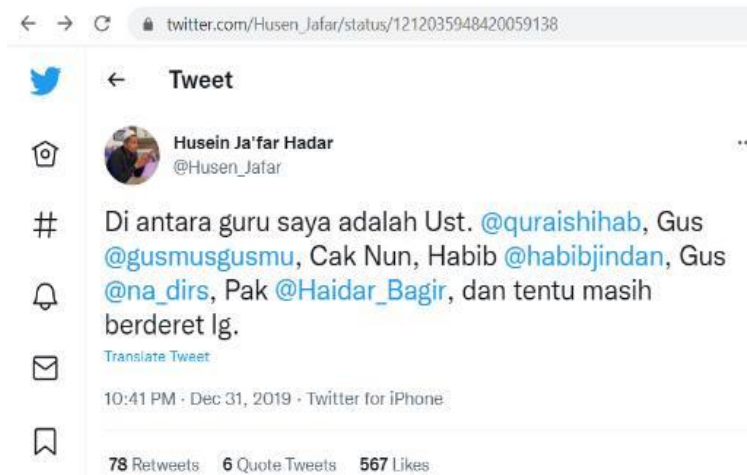 twitter.com/Husen_Jafar/status/1212035948420059138
Tweet
Husein Ja'far Hadar
@Husen_Jafar
Di antara guru saya adalah Ust. @quraishihab, Gus
@gusmusgusmu, Cak Nun, Habib @habibjindan, Gus
@na_dirs, Pak @Haidar_Bagir, dan tentu masih
berderet lg.
Translate Tweet
10:41 PM · Dec 31, 2019 · Twitter for iPhone
78 Retweets 6 Quote Tweets 567 Likes